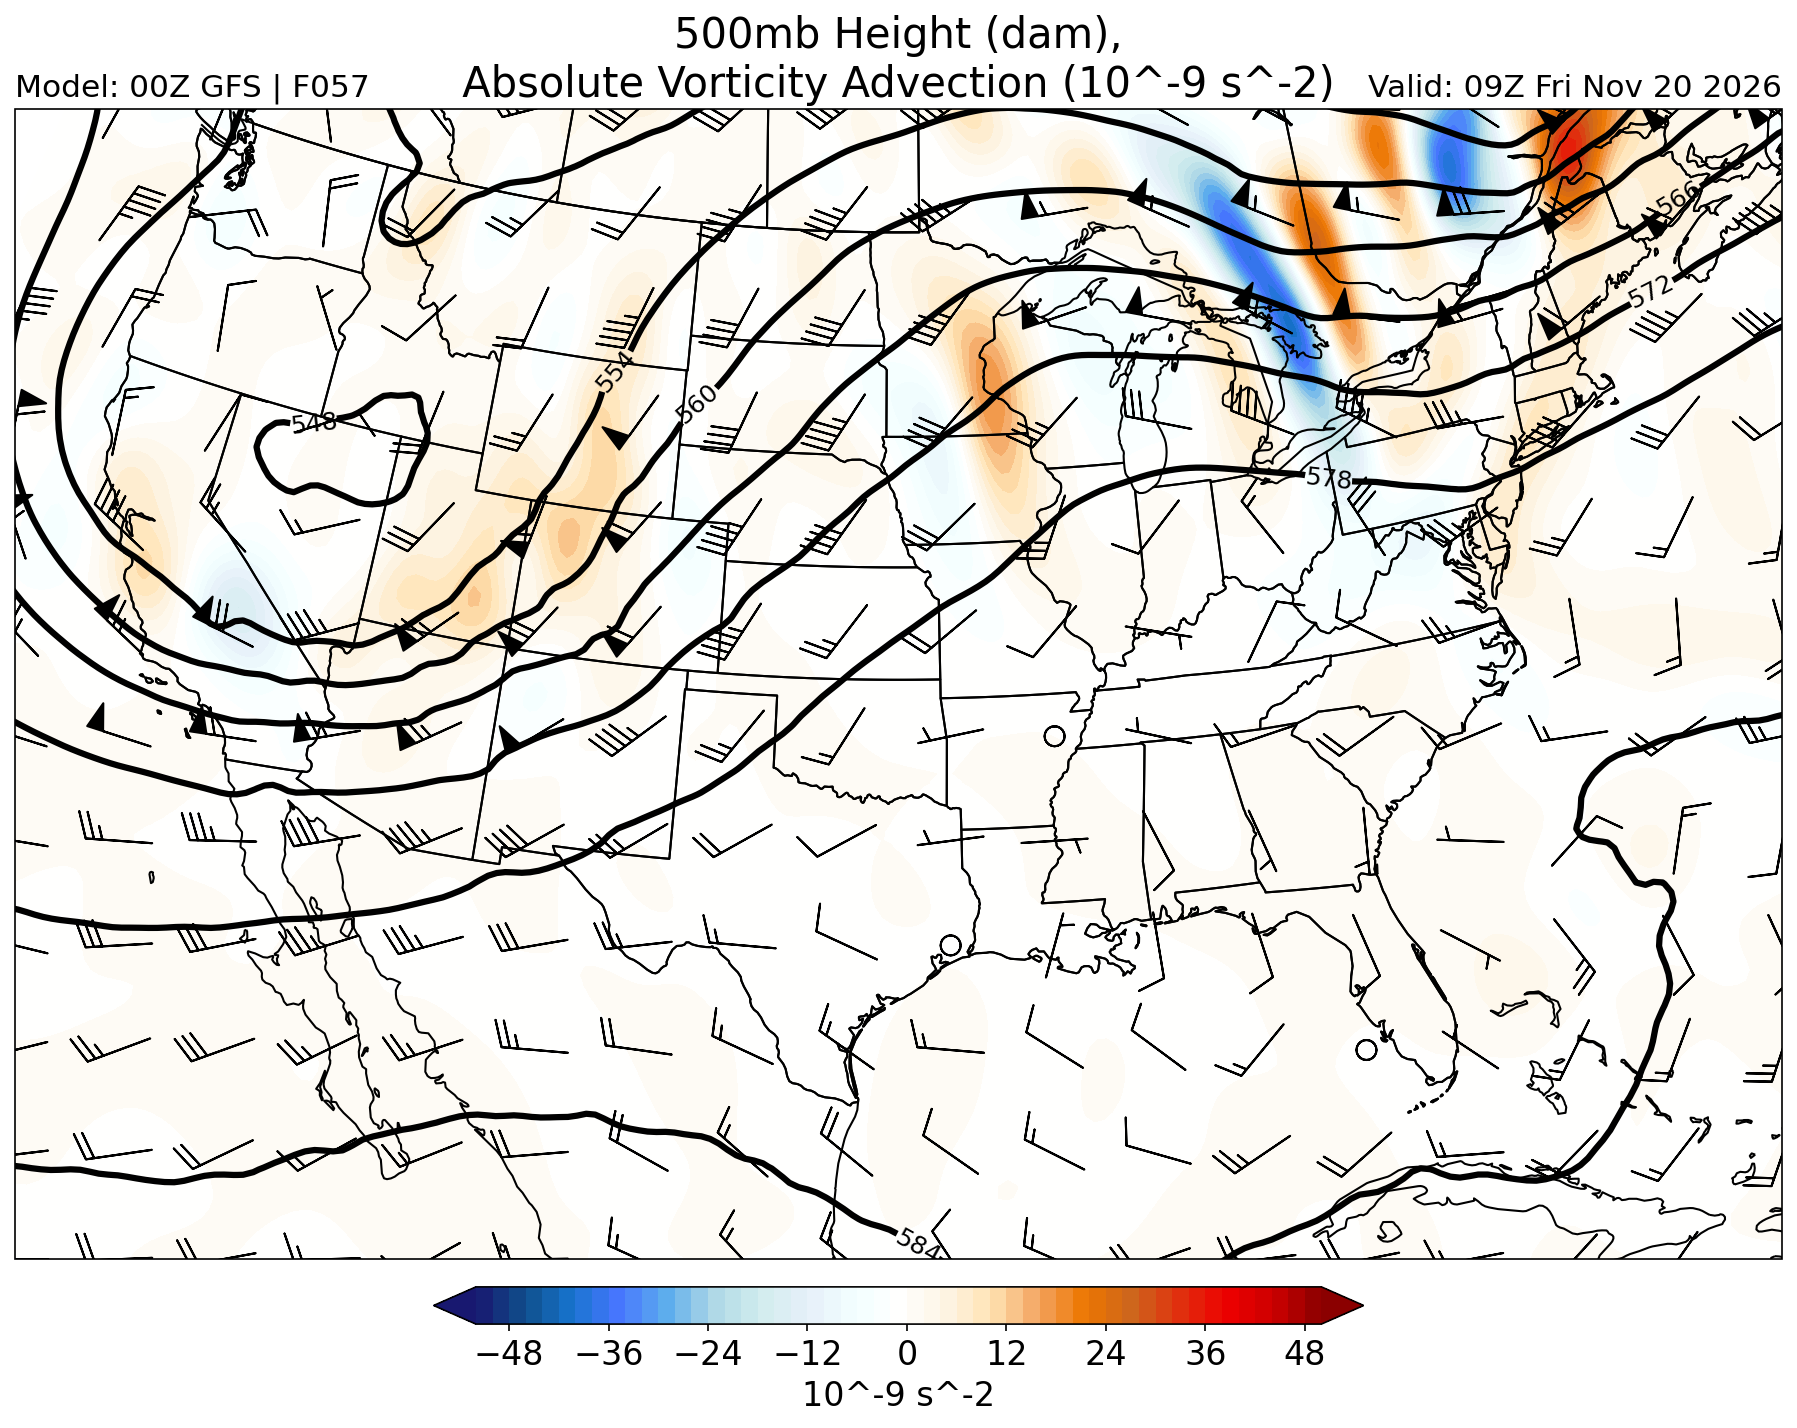 500mb Height (dam),
Model: 00Z GFS | F057
Absolute Vorticity Advection (10^-9 s^-2)
Valid: 09Z Fri Nov 20 2026
566
572
554
560
548
578
584
−48 −36 −24 −12 0 12 24 36 48
10^-9 s^-2